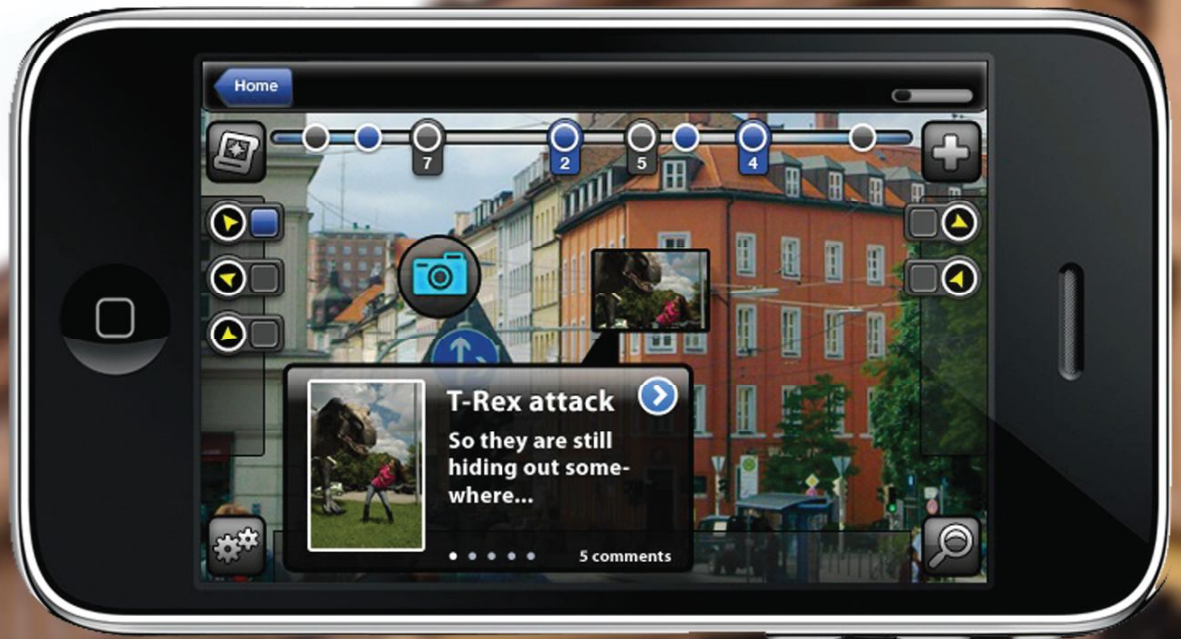 Home
7
2
5
4
T-Rex attack
So they are still
hiding out some-
where...
5 comments